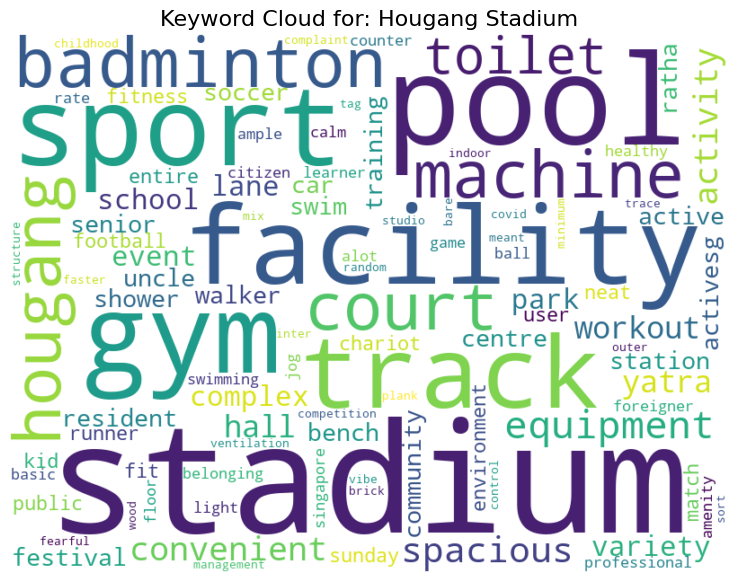 Keyword Cloud for: Hougang Stadium
childhood
complaint
counter
badminton
toilet
ratha
activity
rate
fitness
soccer
tag
training
pool
sport
ample
calm
machine
indoor
healthy
entire
citizen
learner
hougang
school
lane
car
swim
mix
studio
bare
covid
minimum
trace
active
senior
facility
football
event
alot
game
meant
ball
activesg
structure
faster
uncle
random
shower
walker
court
park
neat
user
workout
gym
inter
chariot
centre
outer
track
station
jog
swimming
complex
plank
yatra
resident
hall
competition
bench
equipment
foreigner
runner
ventilation
community
environment
kid
basic
stadium
fit
belonging
vibe
control
match
amenity
sort
public
wood
floor
light
singapore
brick
fearful
festival
convenient
management
sunday
spacious
variety
professional